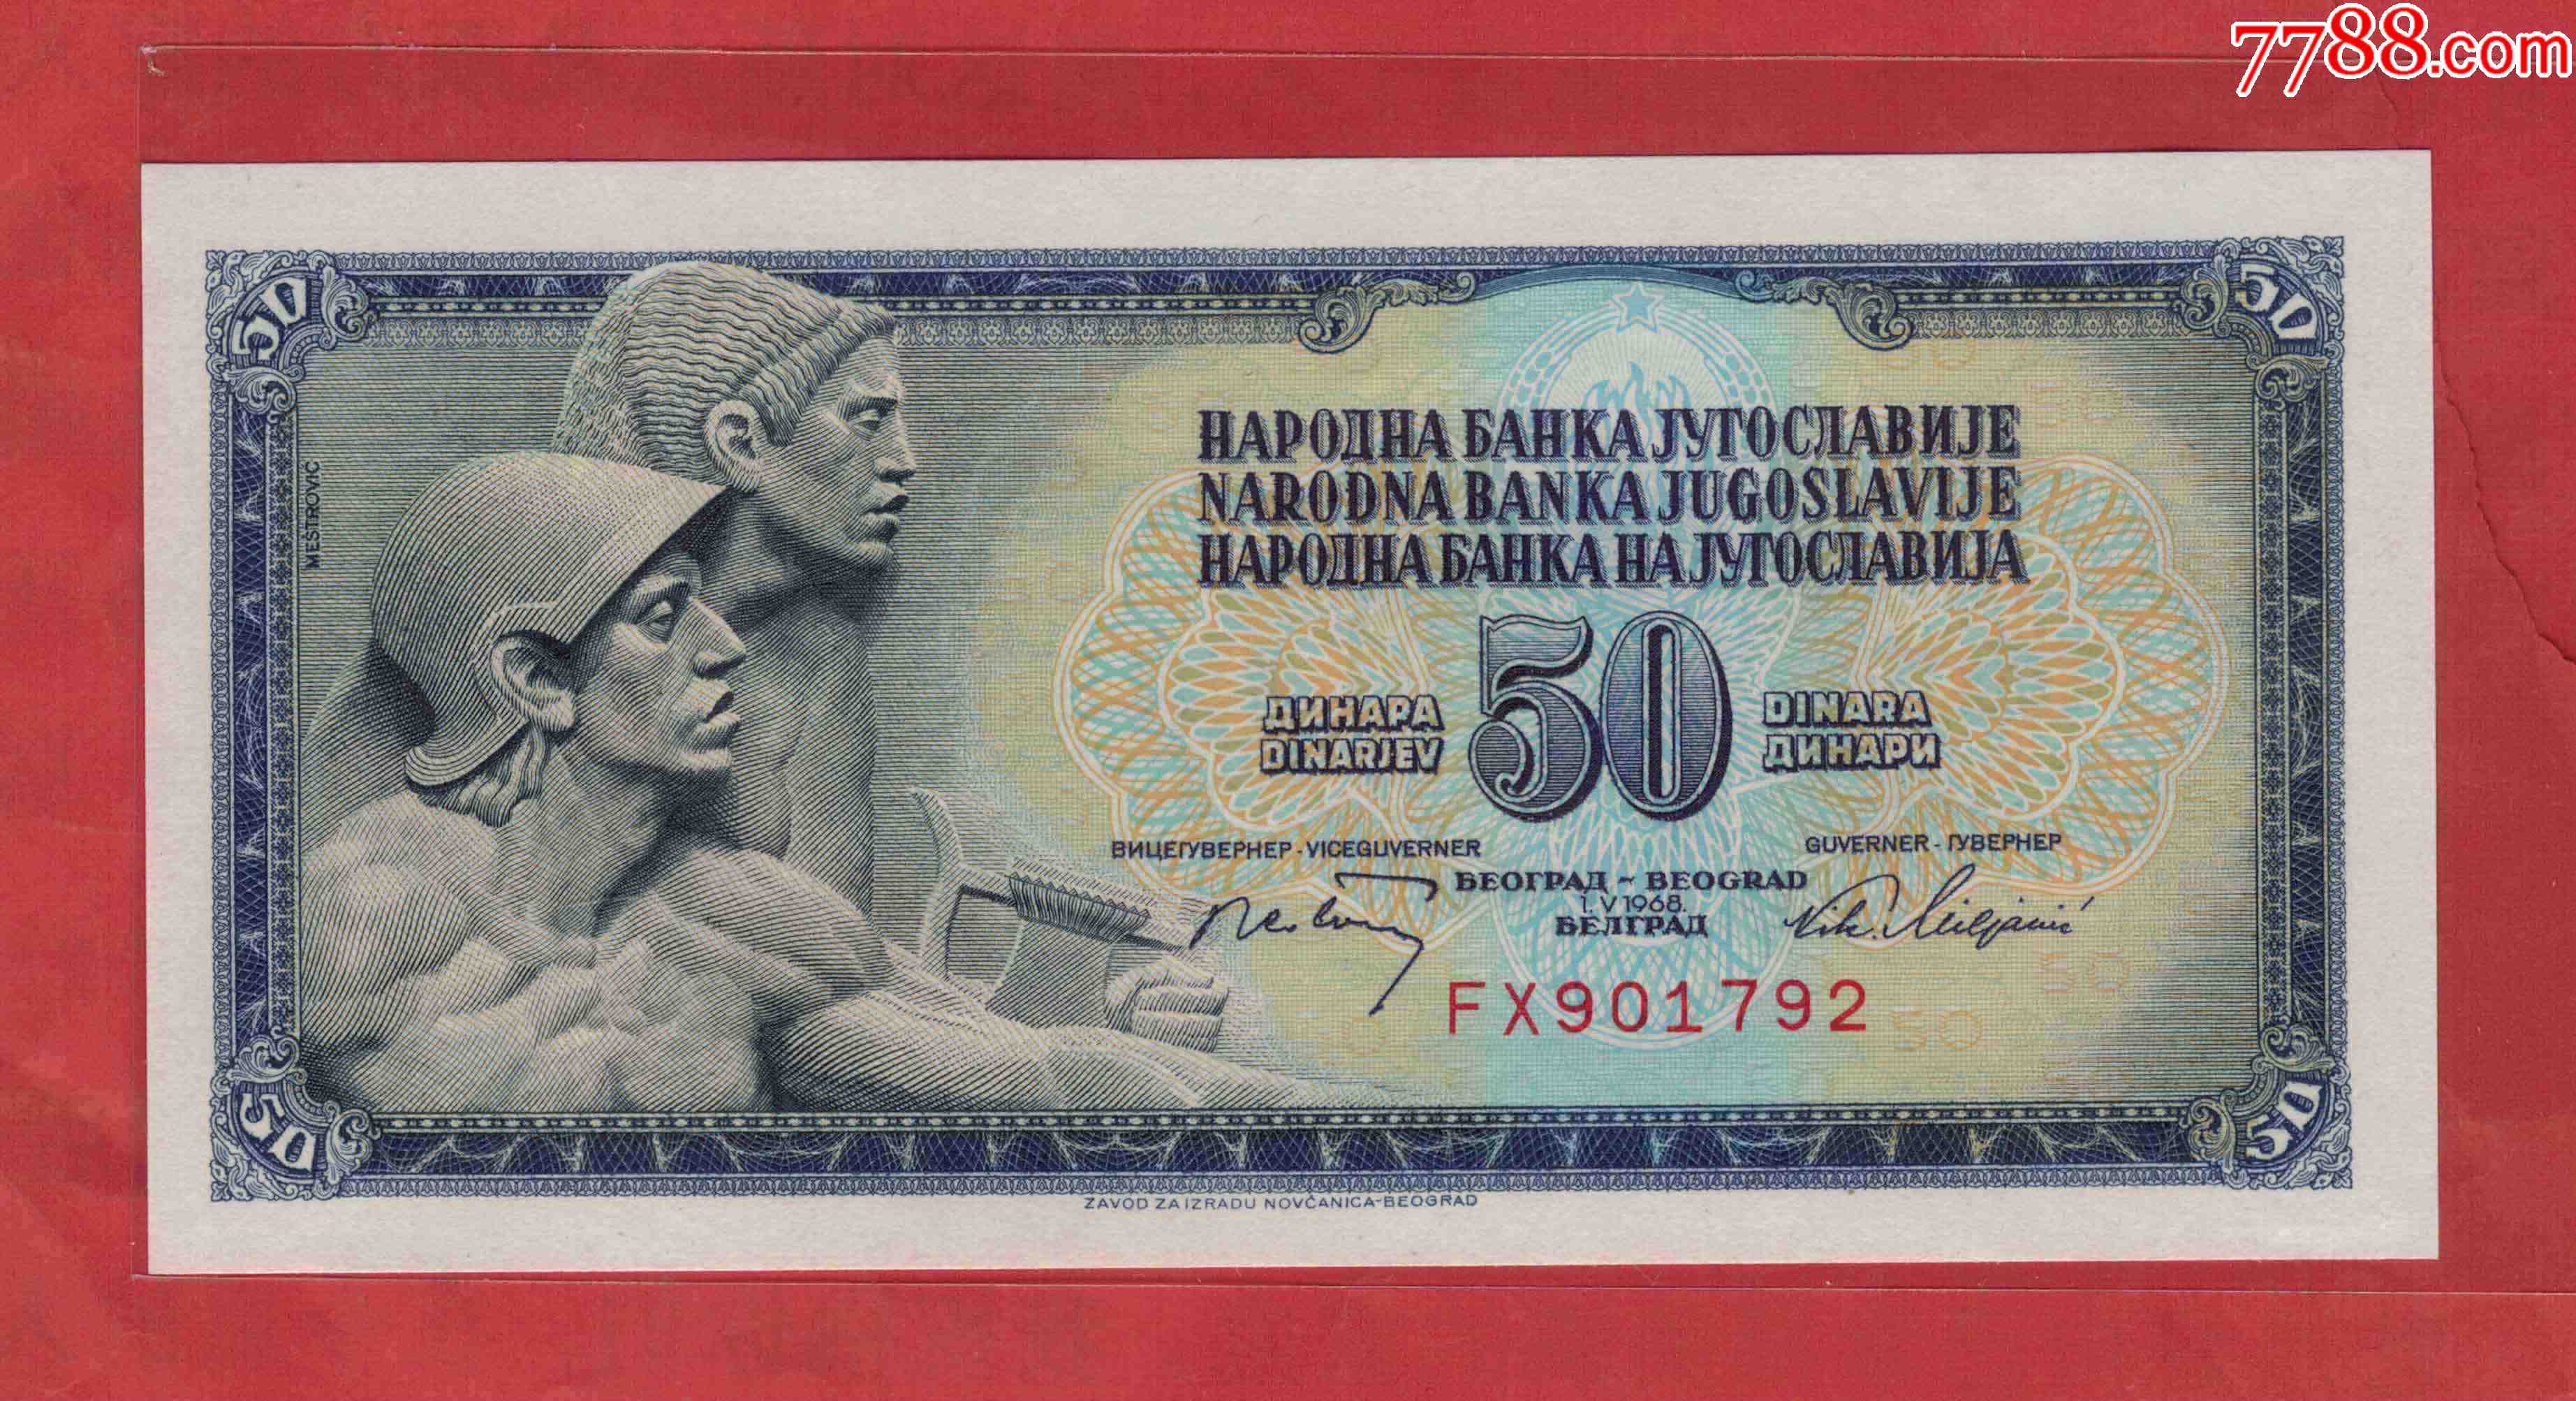 7788.com
50
50
MEŠTROVIĆ
НАРОДНА БАНКА ЈУГОСЛАВИЈЕ
NARODNA BANKA JUGOSLAVIJE
НАРОДНА БАНКА НА ЈУГОСЛАВИЈА
ДИНАРА
DINARJEV
50
DINARA
ДИНАРИ
ВИЦЕГУВЕРНЕР - VICEGUVERNER
GUVERNER - ГУВЕРНЕР
БЕОГРАД ~ BEOGRAD
1. V 1968.
БЕЛГРАД
FX901792
50
50
ZAVOD ZA IZRADU NOVČANICA-BEOGRAD